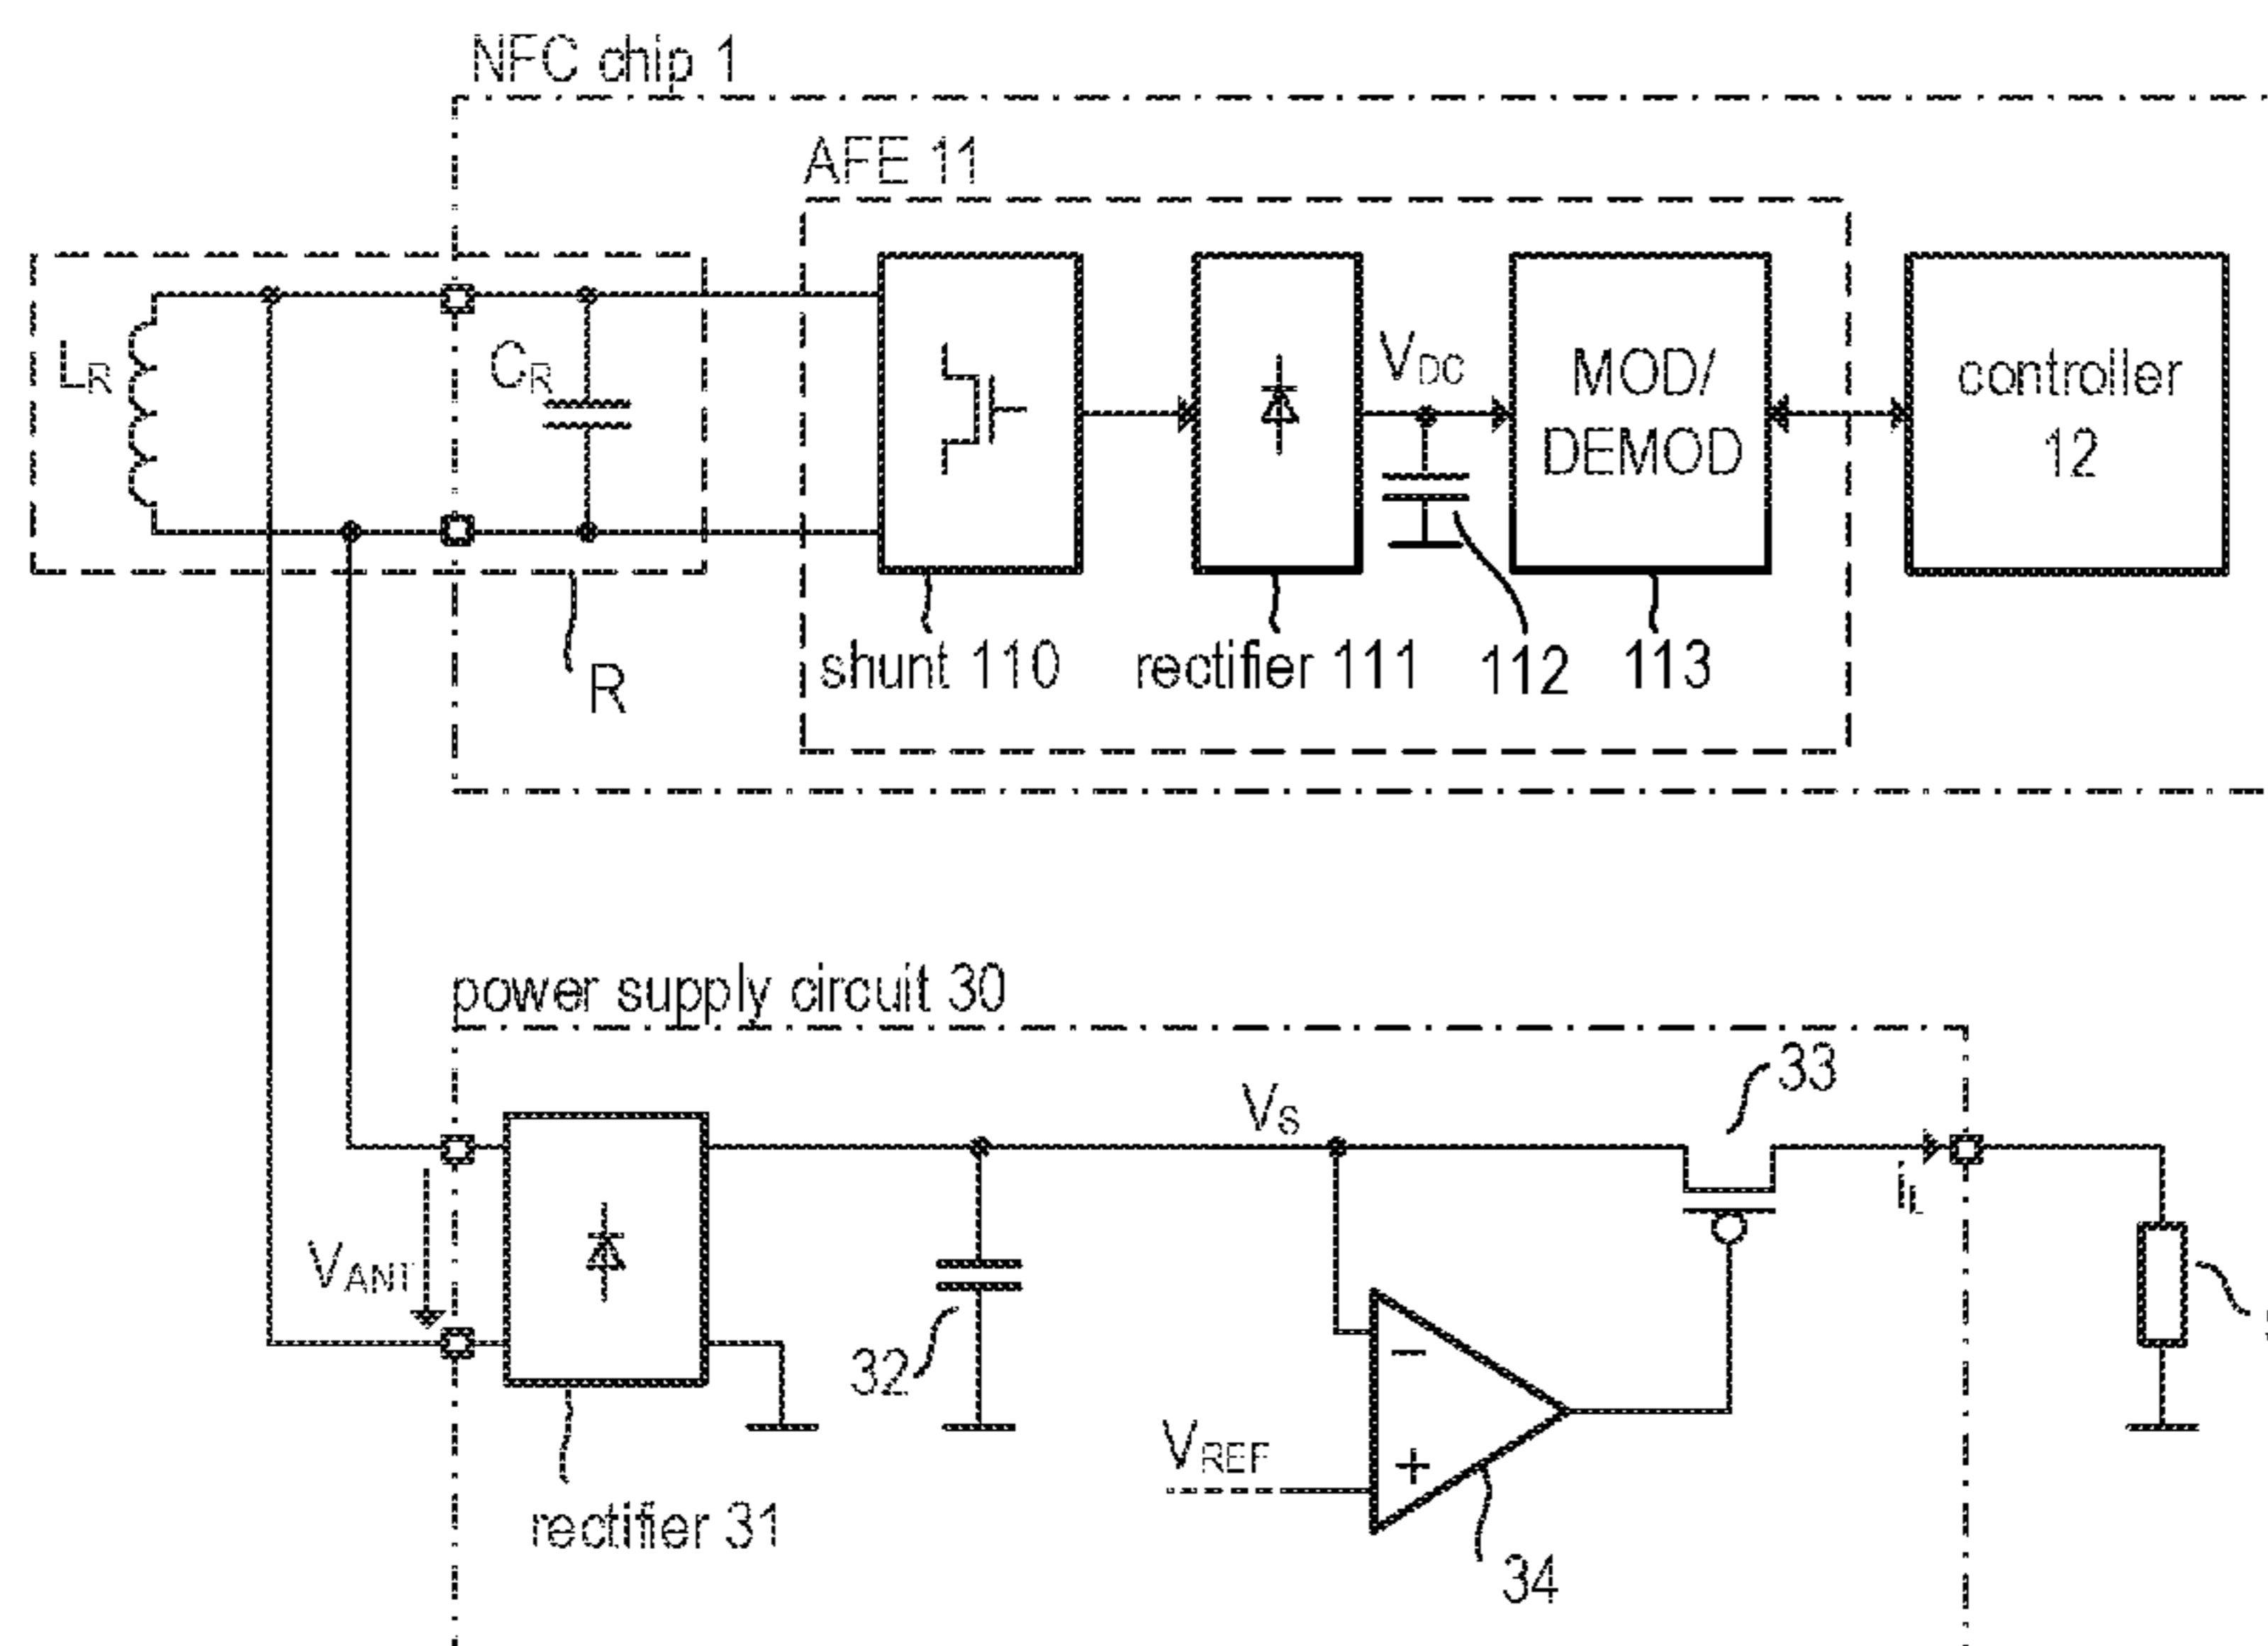 NFC chip 1
AFE 11
LR
CR
VDC
MOD/
DEMOD
controller
12
R
shunt 110
rectifier 111
112
113
power supply circuit 30
33
VS
iL
VANT
32
−
+
VREF
rectifier 31
34